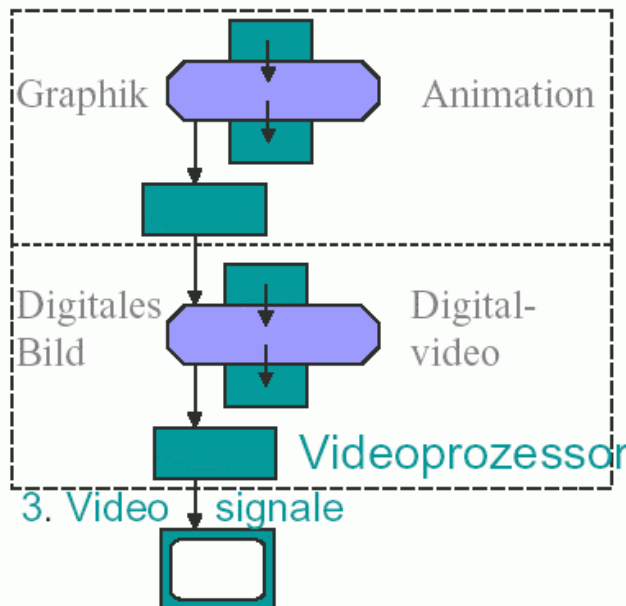 Graphik
Animation
Digitales
Bild
Digital-
video
Videoprozessor
3. Video signale